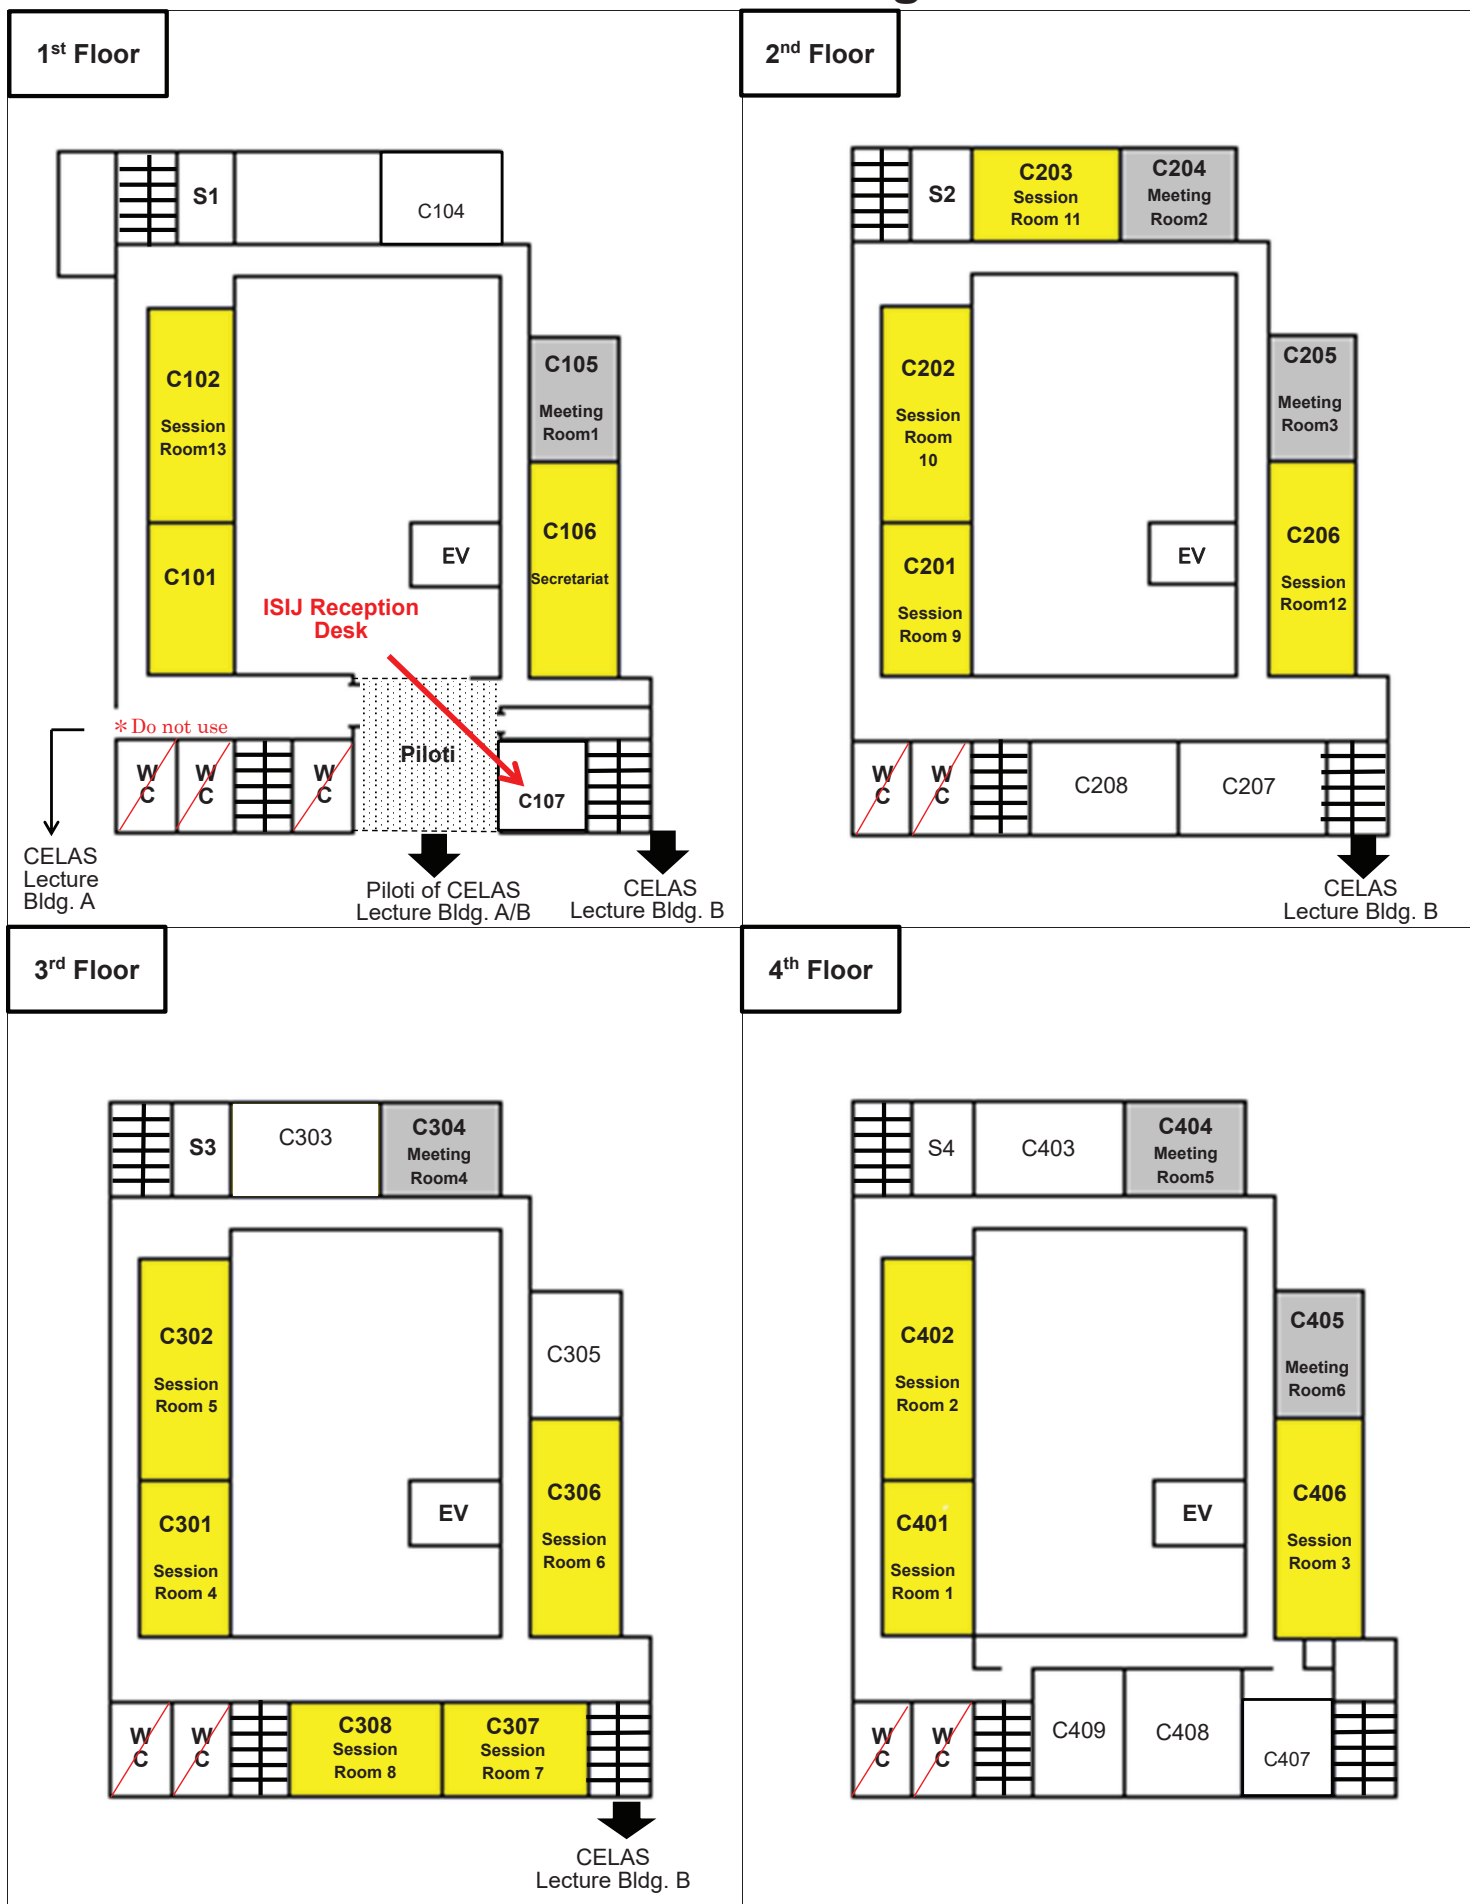 1st Floor
S1
C104
C102
Session
Room13
C105
Meeting
Room1
C101
EV
C106
Secretariat
ISIJ Reception
Desk
＊Do not use
W
C
W
C
W
C
Piloti
C107
CELAS
Lecture
Bldg. A
Piloti of CELAS
Lecture Bldg. A/B
CELAS
Lecture Bldg. B
2nd Floor
S2
C203
Session
Room 11
C204
Meeting
Room2
C202
Session
Room
10
C205
Meeting
Room3
C201
Session
Room 9
EV
C206
Session
Room12
W
C
W
C
C208
C207
CELAS
Lecture Bldg. B
3rd Floor
S3
C303
C304
Meeting
Room4
C302
Session
Room 5
C305
C301
Session
Room 4
EV
C306
Session
Room 6
W
C
W
C
C308
Session
Room 8
C307
Session
Room 7
CELAS
Lecture Bldg. B
4th Floor
S4
C403
C404
Meeting
Room5
C402
Session
Room 2
C405
Meeting
Room6
C401
Session
Room 1
EV
C406
Session
Room 3
W
C
W
C
C409
C408
C407